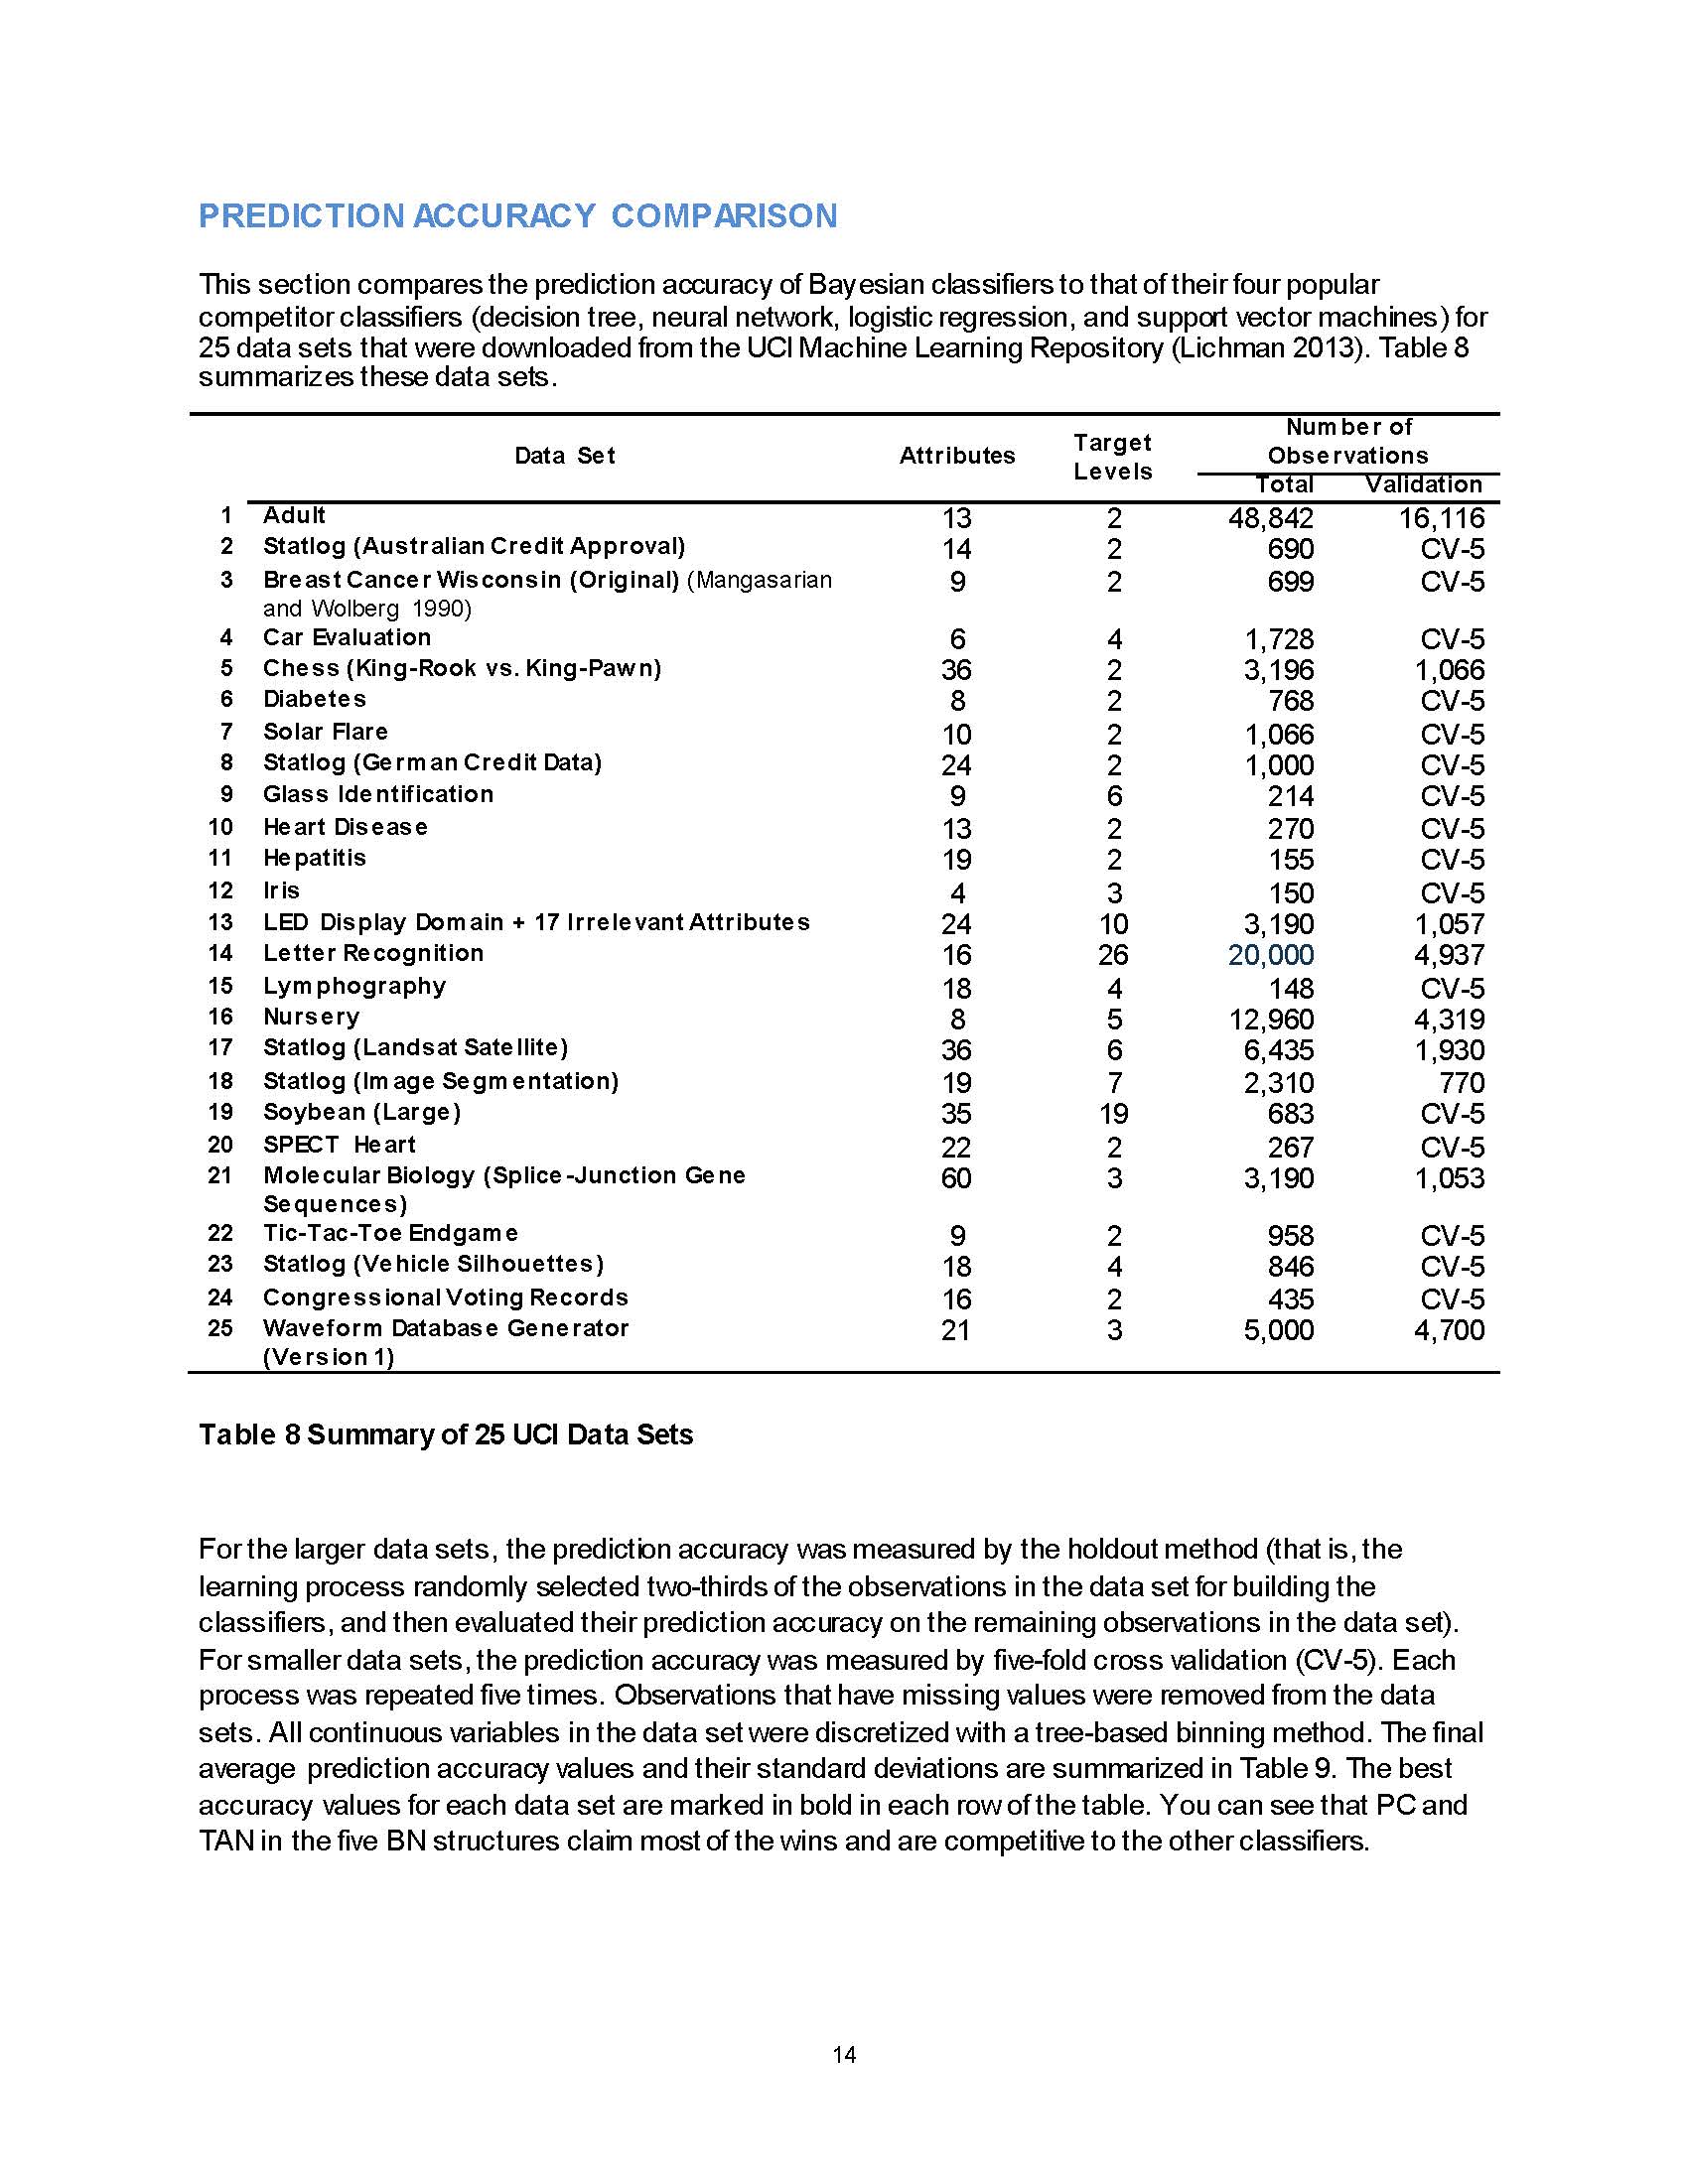 PREDICTION ACCURACY COMPARISON
This section compares the prediction accuracy of Bayesian classifiers to that of their four popular
competitor classifiers (decision tree, neural network, logistic regression, and support vector machines) for
25 data sets that were downloaded from the UCI Machine Learning Repository (Lichman 2013). Table 8
summarizes these data sets.
Data Set Attributes Target Levels Number of Observations
Total Validation
1 Adult 13 2 48,842 16,116
2 Statlog (Australian Credit Approval) 14 2 690 CV-5
3 Breast Cancer Wisconsin (Original) (Mangasarian 9 2 699 CV-5
and Wolberg 1990)
4 Car Evaluation 6 4 1,728 CV-5
5 Chess (King-Rook vs. King-Pawn) 36 2 3,196 1,066
6 Diabetes 8 2 768 CV-5
7 Solar Flare 10 2 1,066 CV-5
8 Statlog (German Credit Data) 24 2 1,000 CV-5
9 Glass Identification 9 6 214 CV-5
10 Heart Disease 13 2 270 CV-5
11 Hepatitis 19 2 155 CV-5
12 Iris 4 3 150 CV-5
13 LED Display Domain + 17 Irrelevant Attributes 24 10 3,190 1,057
14 Letter Recognition 16 26 20,000 4,937
15 Lymphography 18 4 148 CV-5
16 Nursery 8 5 12,960 4,319
17 Statlog (Landsat Satellite) 36 6 6,435 1,930
18 Statlog (Image Segmentation) 19 7 2,310 770
19 Soybean (Large) 35 19 683 CV-5
20 SPECT Heart 22 2 267 CV-5
21 Molecular Biology (Splice-Junction Gene 60 3 3,190 1,053
Sequences)
22 Tic-Tac-Toe Endgame 9 2 958 CV-5
23 Statlog (Vehicle Silhouettes) 18 4 846 CV-5
24 Congressional Voting Records 16 2 435 CV-5
25 Waveform Database Generator 21 3 5,000 4,700
(Version 1)
Table 8 Summary of 25 UCI Data Sets
For the larger data sets, the prediction accuracy was measured by the holdout method (that is, the
learning process randomly selected two-thirds of the observations in the data set for building the
classifiers, and then evaluated their prediction accuracy on the remaining observations in the data set).
For smaller data sets, the prediction accuracy was measured by five-fold cross validation (CV-5). Each
process was repeated five times. Observations that have missing values were removed from the data
sets. All continuous variables in the data set were discretized with a tree-based binning method. The final
average prediction accuracy values and their standard deviations are summarized in Table 9. The best
accuracy values for each data set are marked in bold in each row of the table. You can see that PC and
TAN in the five BN structures claim most of the wins and are competitive to the other classifiers.
14